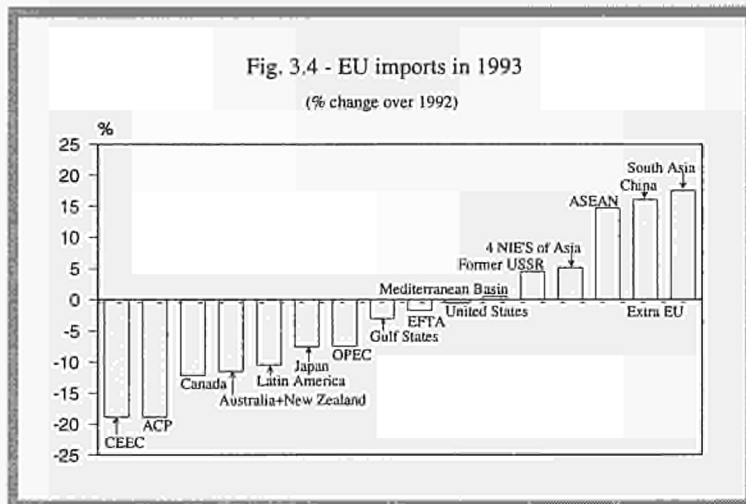 Fig. 3.4 - EU imports in 1993
(% change over 1992)
%
25
20
15
10
5
0
-5
-10
-15
-20
-25
South Asia
China
ASEAN
4 NIE'S of Asia
Former USSR
Mediterranean Basin
United States
Extra EU
EFTA
Gulf States
OPEC
Japan
Latin America
Canada
Australia+New Zealand
ACP
CEEC